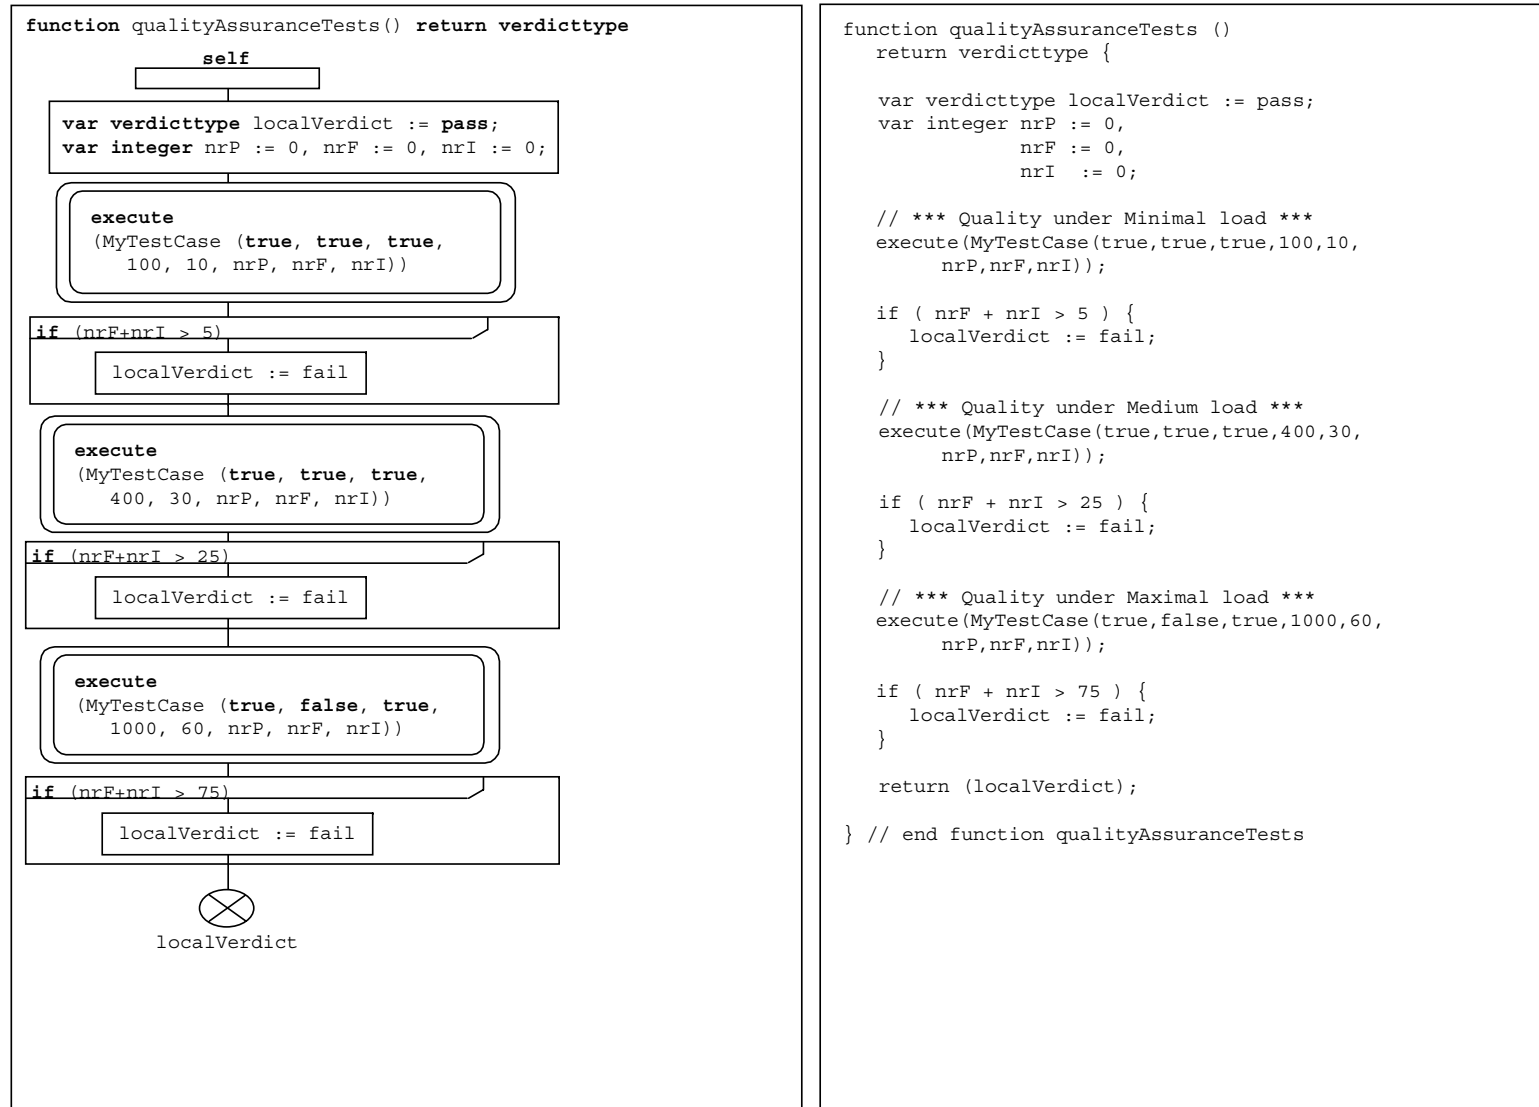 function qualityAssuranceTests() return verdicttype
self
var verdicttype localVerdict := pass;
var integer nrP := 0, nrF := 0, nrI := 0;
execute
(MyTestCase (true, true, true,
100, 10, nrP, nrF, nrI))
if (nrF+nrI > 5)
localVerdict := fail
execute
(MyTestCase (true, true, true,
400, 30, nrP, nrF, nrI))
if (nrF+nrI > 25)
localVerdict := fail
execute
(MyTestCase (true, false, true,
1000, 60, nrP, nrF, nrI))
if (nrF+nrI > 75)
localVerdict := fail
localVerdict
function qualityAssuranceTests ()
return verdicttype {
var verdicttype localVerdict := pass;
var integer nrP := 0,
nrF := 0,
nrI := 0;
// *** Quality under Minimal load ***
execute(MyTestCase(true,true,true,100,10,
nrP,nrF,nrI));
if ( nrF + nrI > 5 ) {
localVerdict := fail;
}
// *** Quality under Medium load ***
execute(MyTestCase(true,true,true,400,30,
nrP,nrF,nrI));
if ( nrF + nrI > 25 ) {
localVerdict := fail;
}
// *** Quality under Maximal load ***
execute(MyTestCase(true,false,true,1000,60,
nrP,nrF,nrI));
if ( nrF + nrI > 75 ) {
localVerdict := fail;
}
return (localVerdict);
} // end function qualityAssuranceTests